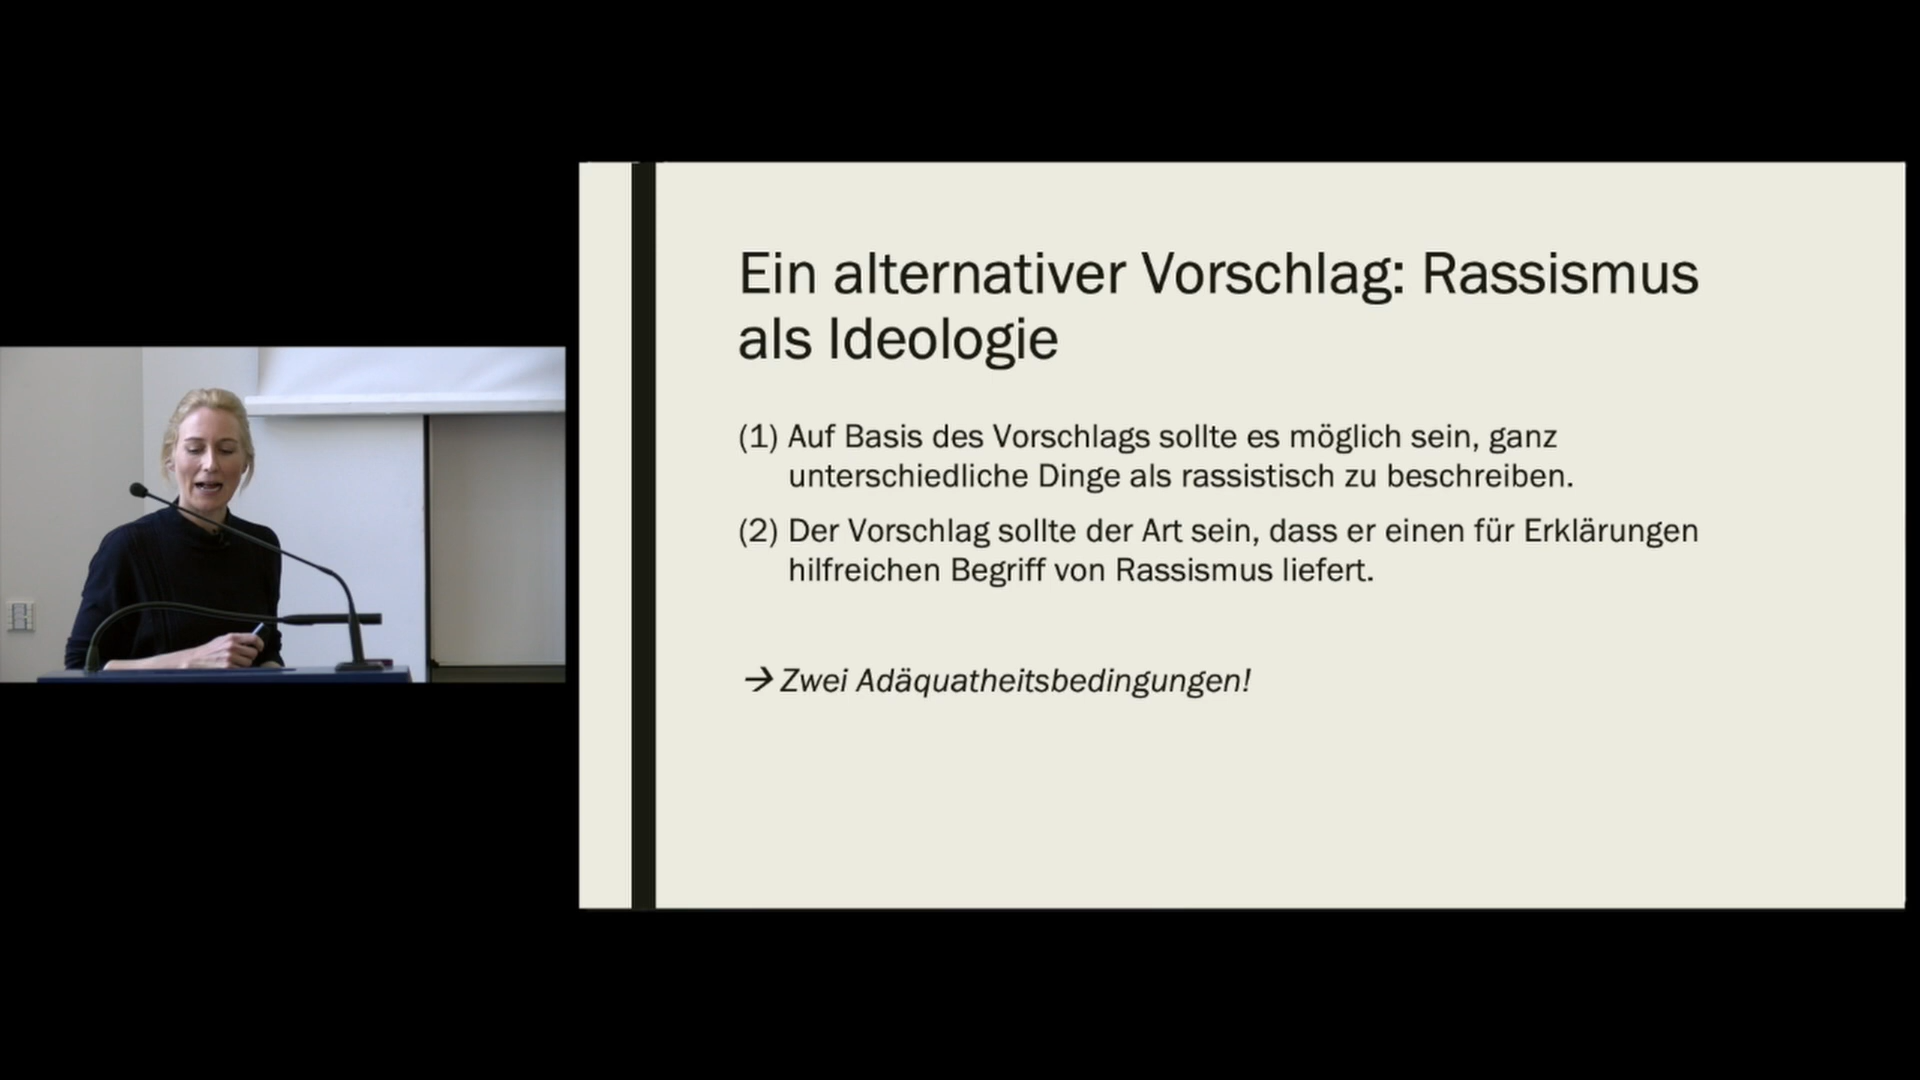 Ein alternativer Vorschlag: Rassismus
als Ideologie
(1) Auf Basis des Vorschlags sollte es möglich sein, ganz
unterschiedliche Dinge als rassistisch zu beschreiben.
(2) Der Vorschlag sollte der Art sein, dass er einen für Erklärungen
hilfreichen Begriff von Rassismus liefert.
→ Zwei Adäquatheitsbedingungen!